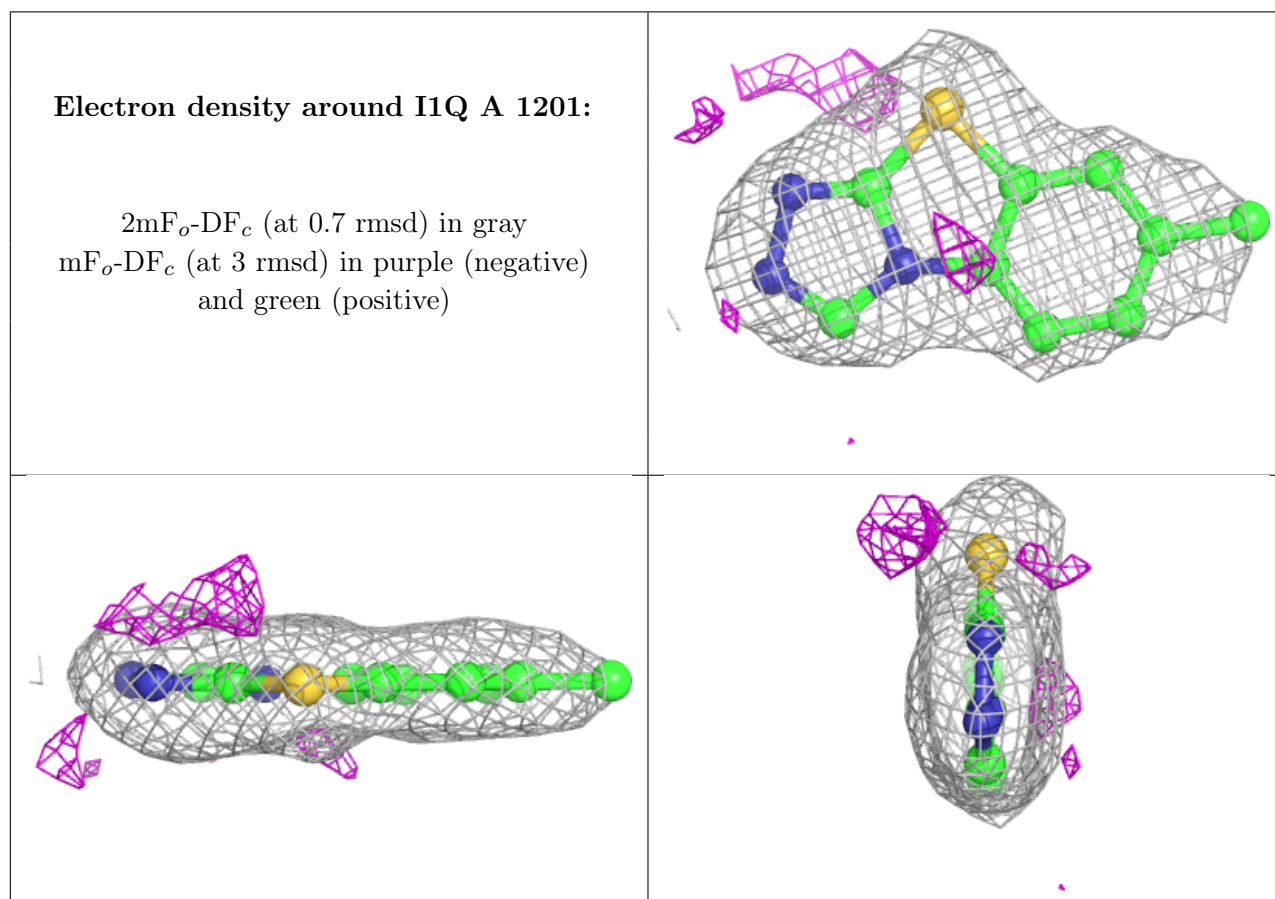 Electron density around I1Q A 1201:
2mFo-DFc (at 0.7 rmsd) in gray
mFo-DFc (at 3 rmsd) in purple (negative)
and green (positive)